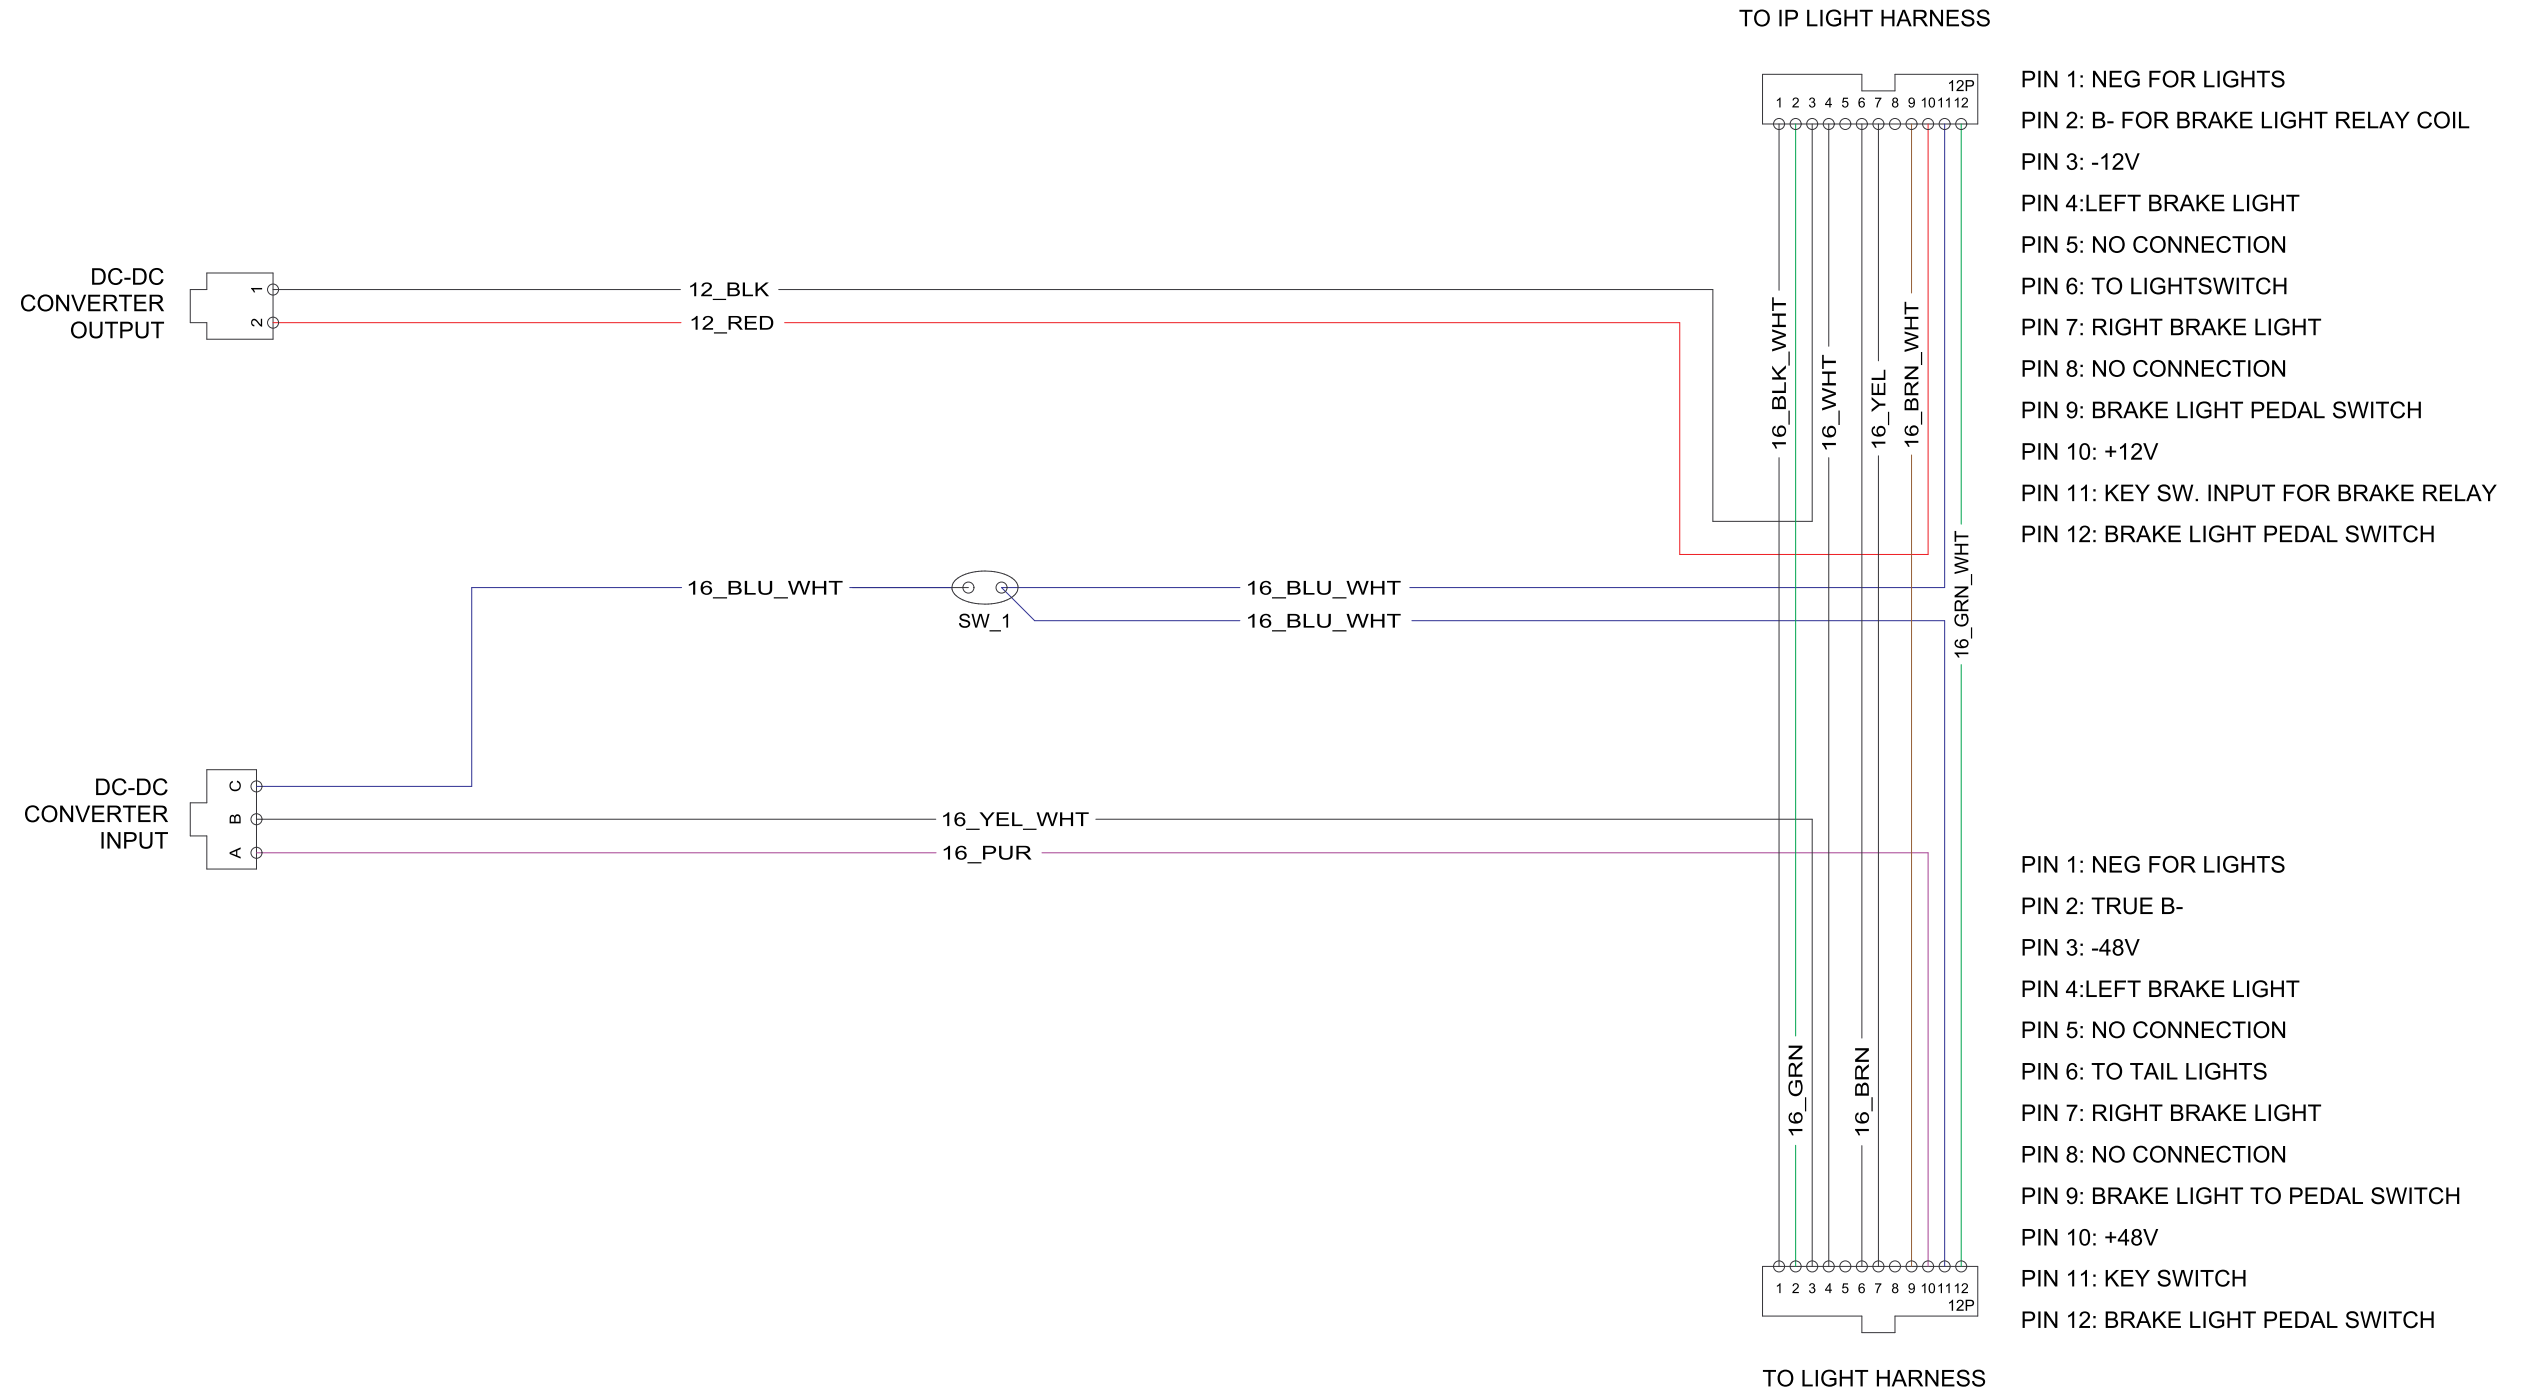 TO IP LIGHT HARNESS
12P
1 2 3 4 5 6 7 8 9 10 11 12
PIN 1: NEG FOR LIGHTS
PIN 2: B- FOR BRAKE LIGHT RELAY COIL
PIN 3: -12V
PIN 4:LEFT BRAKE LIGHT
PIN 5: NO CONNECTION
PIN 6: TO LIGHTSWITCH
PIN 7: RIGHT BRAKE LIGHT
PIN 8: NO CONNECTION
PIN 9: BRAKE LIGHT PEDAL SWITCH
PIN 10: +12V
PIN 11: KEY SW. INPUT FOR BRAKE RELAY
PIN 12: BRAKE LIGHT PEDAL SWITCH
DC-DC
CONVERTER
OUTPUT
1
2
12_BLK
12_RED
16_BLK_WHT
16_WHT
16_YEL
16_BRN_WHT
16_GRN_WHT
16_BLU_WHT
SW_1
16_BLU_WHT
16_BLU_WHT
DC-DC
CONVERTER
INPUT
C
B
A
16_YEL_WHT
16_PUR
16_GRN
16_BRN
PIN 1: NEG FOR LIGHTS
PIN 2: TRUE B-
PIN 3: -48V
PIN 4:LEFT BRAKE LIGHT
PIN 5: NO CONNECTION
PIN 6: TO TAIL LIGHTS
PIN 7: RIGHT BRAKE LIGHT
PIN 8: NO CONNECTION
PIN 9: BRAKE LIGHT TO PEDAL SWITCH
PIN 10: +48V
PIN 11: KEY SWITCH
PIN 12: BRAKE LIGHT PEDAL SWITCH
1 2 3 4 5 6 7 8 9 10 11 12
12P
TO LIGHT HARNESS